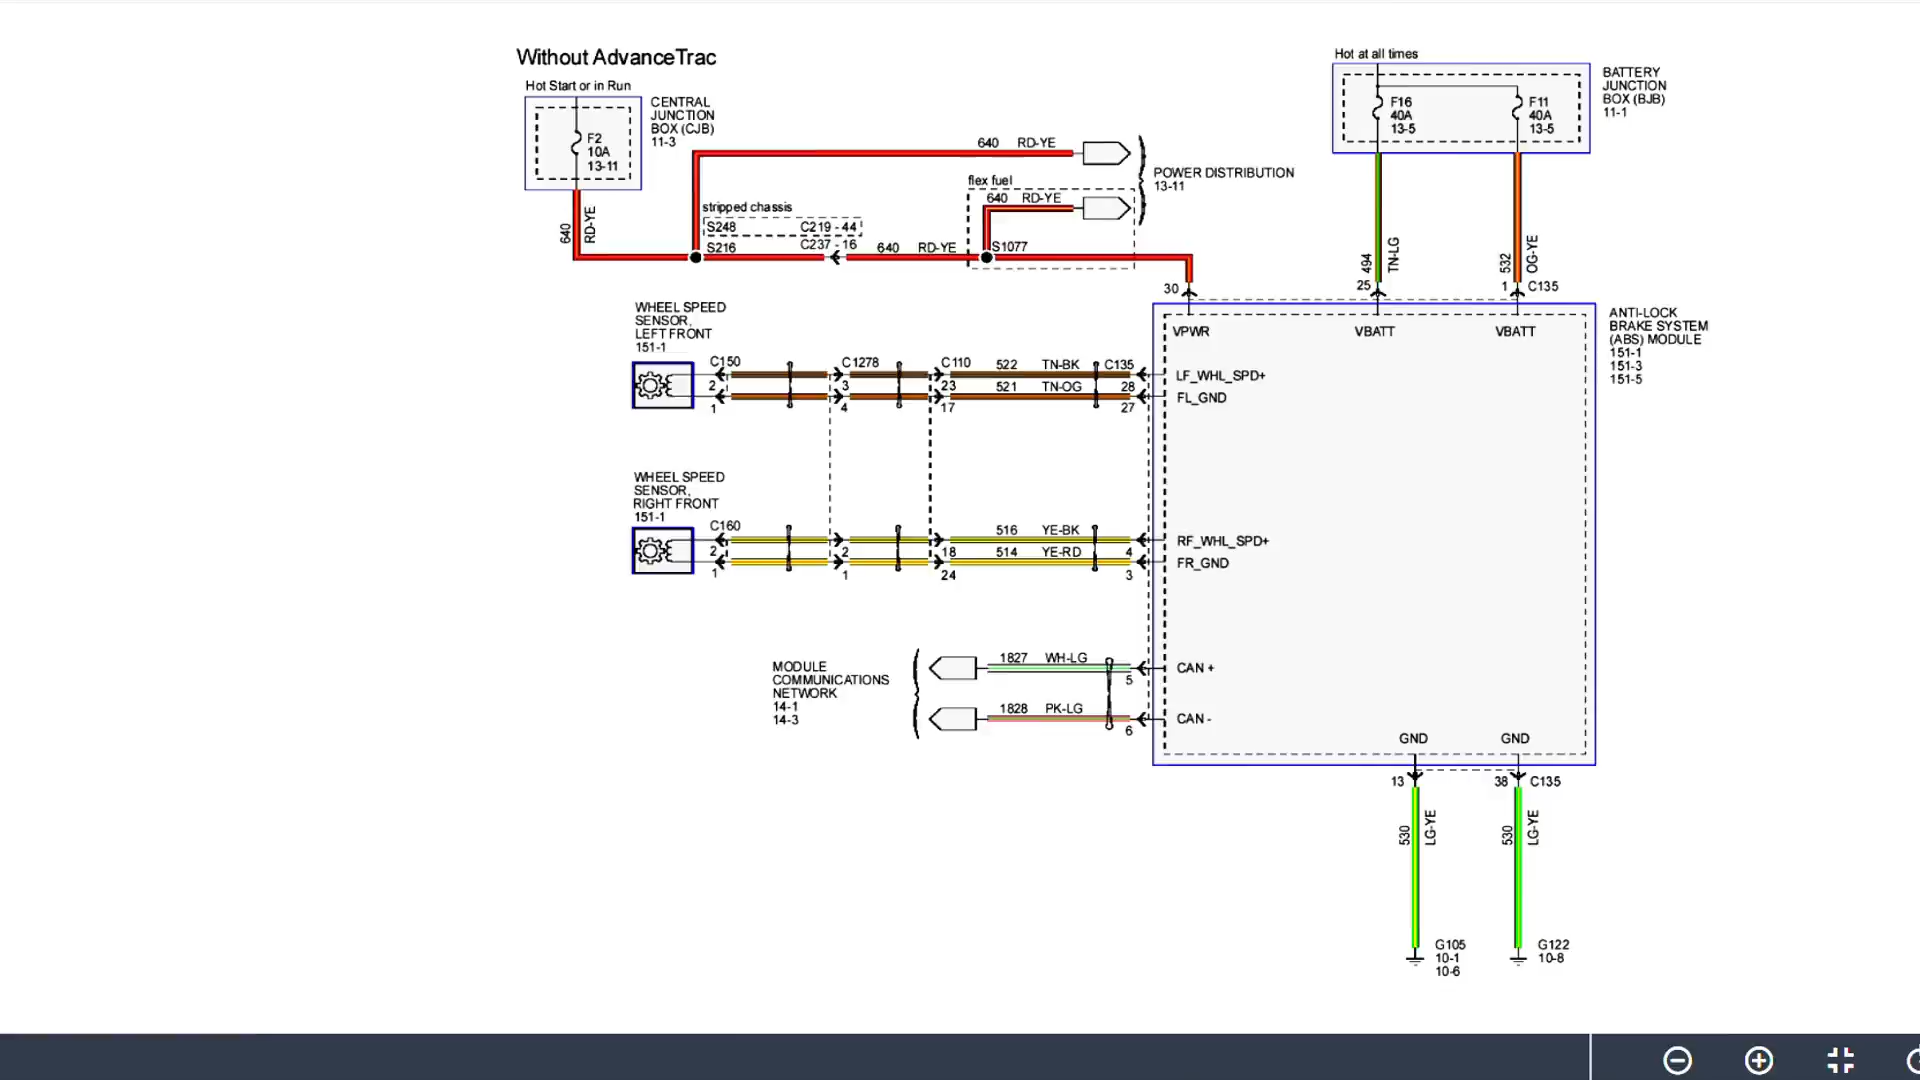 Without AdvanceTrac
Hot Start or in Run
F2
10A
13-11
CENTRAL
JUNCTION
BOX (CJB)
11-3
640
RD-YE
640 RD-YE
POWER DISTRIBUTION
13-11
flex fuel
640 RD-YE
stripped chassis
S248 C219 - 44
S216 C237 - 16
640 RD-YE
S1077
Hot at all times
F16
40A
13-5
F11
40A
13-5
BATTERY
JUNCTION
BOX (BJB)
11-1
494
TN-LG
532
OG-YE
30
25
1 C135
VPWR
VBATT
VBATT
ANTI-LOCK
BRAKE SYSTEM
(ABS) MODULE
151-1
151-3
151-5
WHEEL SPEED
SENSOR,
LEFT FRONT
151-1
C150 C1278 C110 522 TN-BK C135
2 3 23 521 TN-OG 28
1 4 17 27
LF_WHL_SPD+
FL_GND
WHEEL SPEED
SENSOR,
RIGHT FRONT
151-1
C160 516 YE-BK
2 2 18 514 YE-RD 4
1 1 24 3
RF_WHL_SPD+
FR_GND
MODULE
COMMUNICATIONS
NETWORK
14-1
14-3
1827 WH-LG
5
CAN +
1828 PK-LG
6
CAN -
GND
GND
13
38 C135
530
LG-YE
530
LG-YE
G105
10-1
10-6
G122
10-8